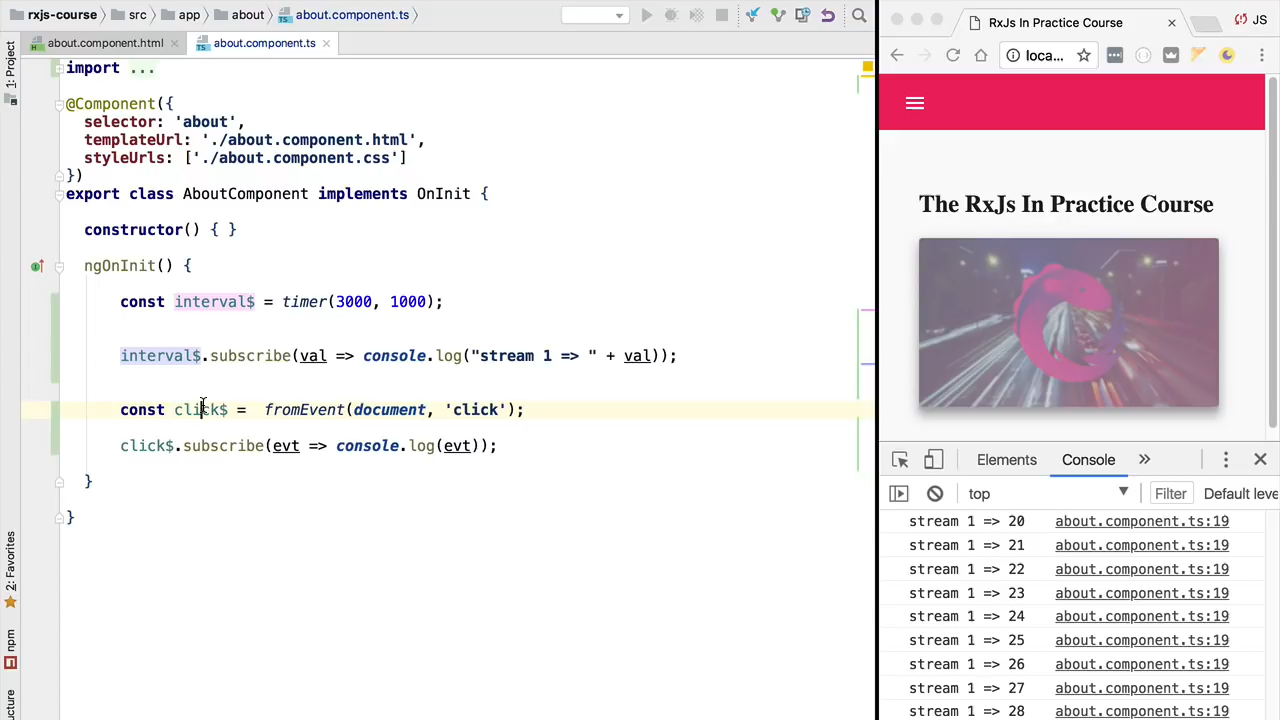 rxjs-course
src
app
about
about.component.ts
about.component.html
about.component.ts
1: Project
import ...
@Component({
selector: 'about',
templateUrl: './about.component.html',
styleUrls: ['./about.component.css']
})
export class AboutComponent implements OnInit {
constructor() { }
ngOnInit() {
const interval$ = timer(3000, 1000);
interval$.subscribe(val => console.log("stream 1 => " + val));
const click$ =  fromEvent(document, 'click');
click$.subscribe(evt => console.log(evt));
}
}
2: Favorites
npm
ucture
RxJs In Practice Course
JS
loca...
The RxJs In Practice Course
Elements
Console
top
Filter
Default leve
stream 1 => 20 about.component.ts:19
stream 1 => 21 about.component.ts:19
stream 1 => 22 about.component.ts:19
stream 1 => 23 about.component.ts:19
stream 1 => 24 about.component.ts:19
stream 1 => 25 about.component.ts:19
stream 1 => 26 about.component.ts:19
stream 1 => 27 about.component.ts:19
stream 1 => 28 about.component.ts:19